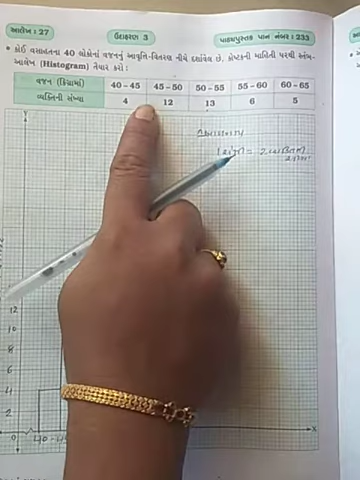 આલેખ : 27
ઉદાહરણ 3
પાઠ્યપુસ્તક પાન નંબર : 233
• કોઈ વસાહતના 40 લોકોનાં વજનનું આવૃત્તિ-વિતરણ નીચે દર્શાવેલ છે. કોષ્ટકની માહિતી પરથી સ્તંભ-
આલેખ (Histogram) તૈયાર કરો :
વજન (કિગ્રામાં) 40 – 45 45 – 50 50 – 55 55 – 60 60 – 65
વ્યક્તિની સંખ્યા 4 12 13 6 5
Y
12
10
8
6
4
2
0
40 -
X